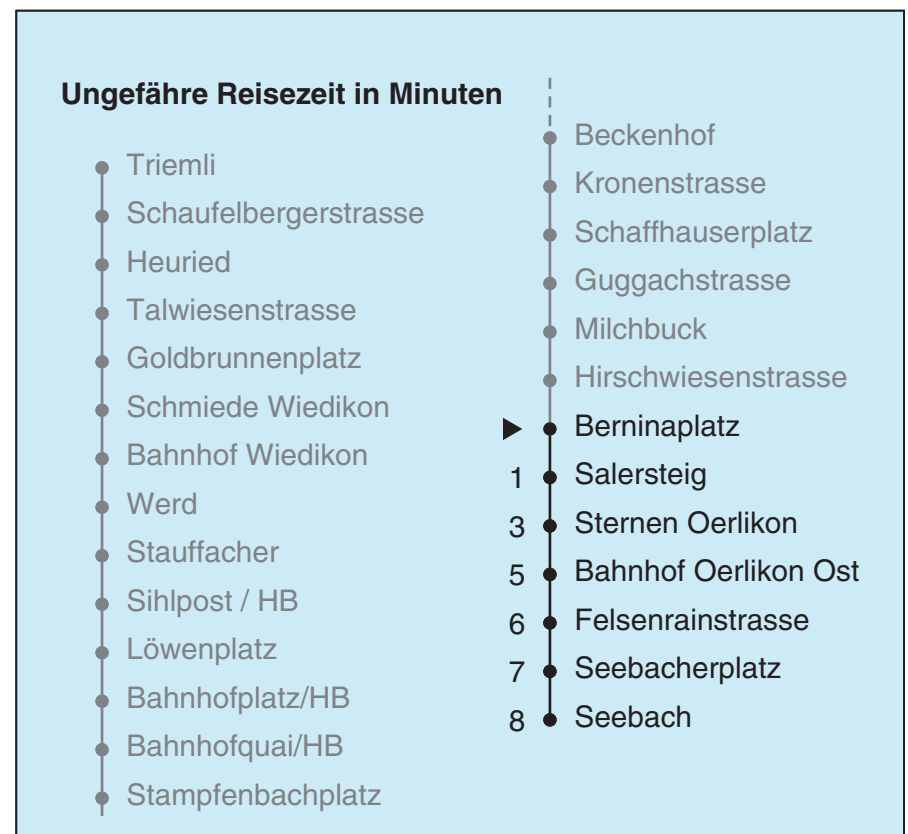 Ungefähre Reisezeit in Minuten
Triemli
Schaufelbergerstrasse
Heuried
Talwiesenstrasse
Goldbrunnenplatz
Schmiede Wiedikon
Bahnhof Wiedikon
Werd
Stauffacher
Sihlpost / HB
Löwenplatz
Bahnhofplatz/HB
Bahnhofquai/HB
Stampfenbachplatz
Beckenhof
Kronenstrasse
Schaffhauserplatz
Guggachstrasse
Milchbuck
Hirschwiesenstrasse
Berninaplatz
1 Salersteig
3 Sternen Oerlikon
5 Bahnhof Oerlikon Ost
6 Felsenrainstrasse
7 Seebacherplatz
8 Seebach